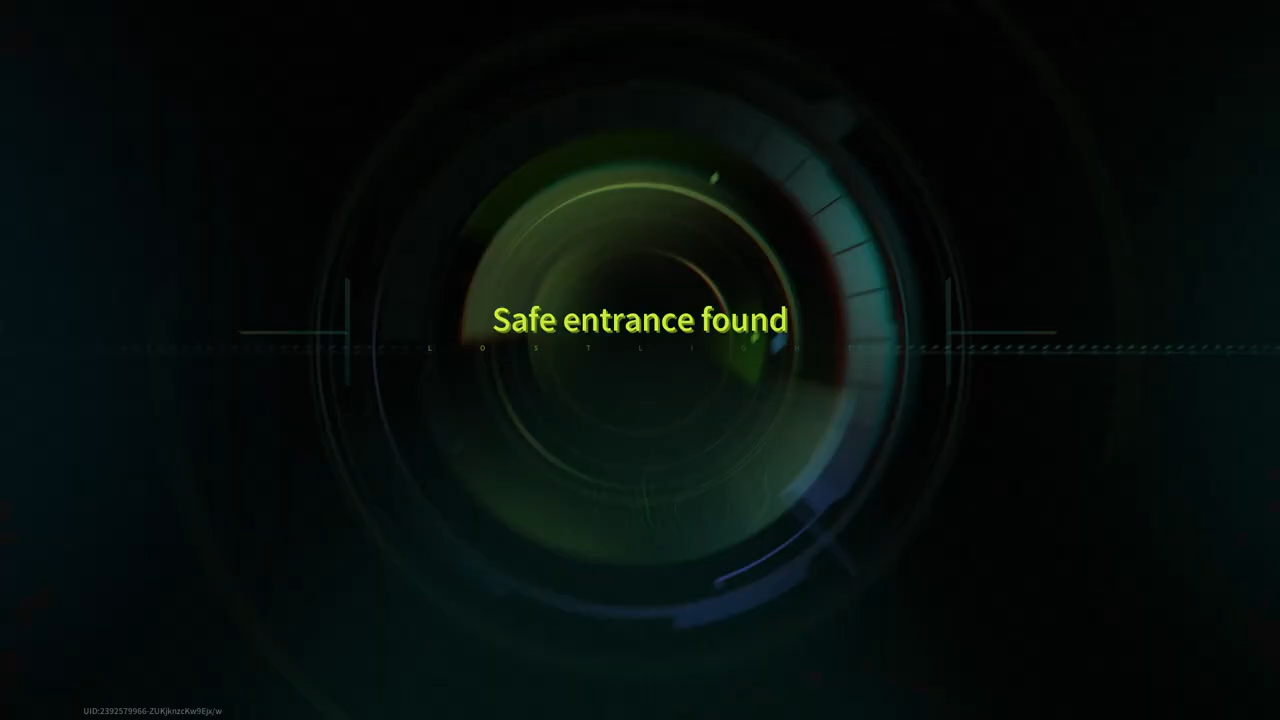 Safe entrance found
L O S T L I G H T
UID:2392579966-ZUKjknzcKw9Ejx/w